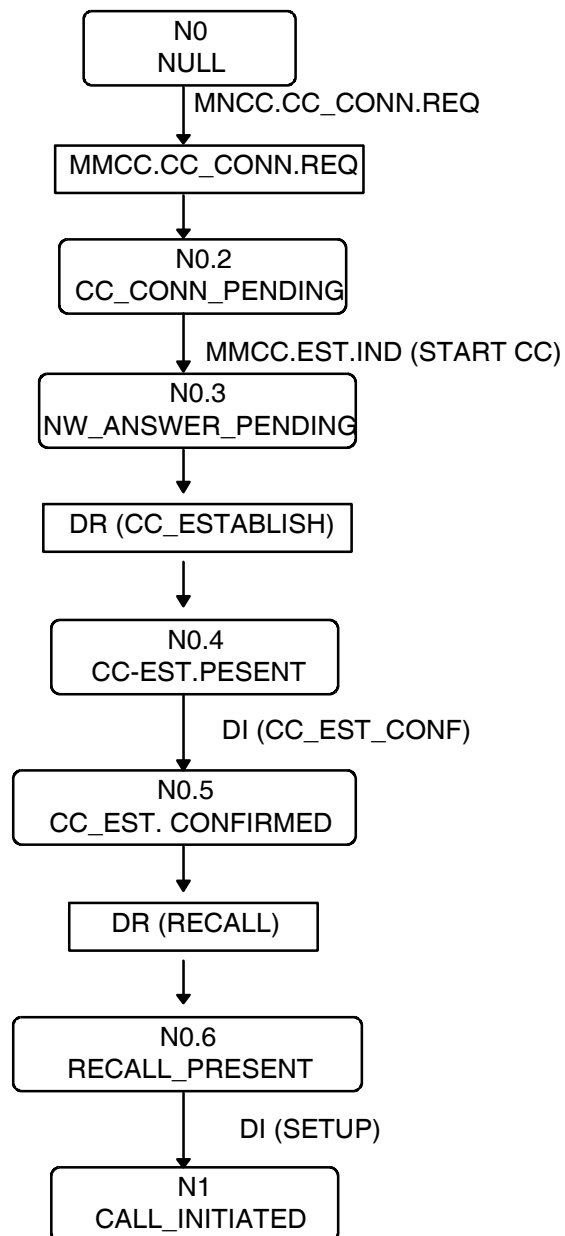 N0
NULL
MNCC.CC_CONN.REQ
MMCC.CC_CONN.REQ
N0.2
CC_CONN_PENDING
MMCC.EST.IND (START CC)
N0.3
NW_ANSWER_PENDING
DR (CC_ESTABLISH)
N0.4
CC-EST.PESENT
DI (CC_EST_CONF)
N0.5
CC_EST. CONFIRMED
DR (RECALL)
N0.6
RECALL_PRESENT
DI (SETUP)
N1
CALL_INITIATED